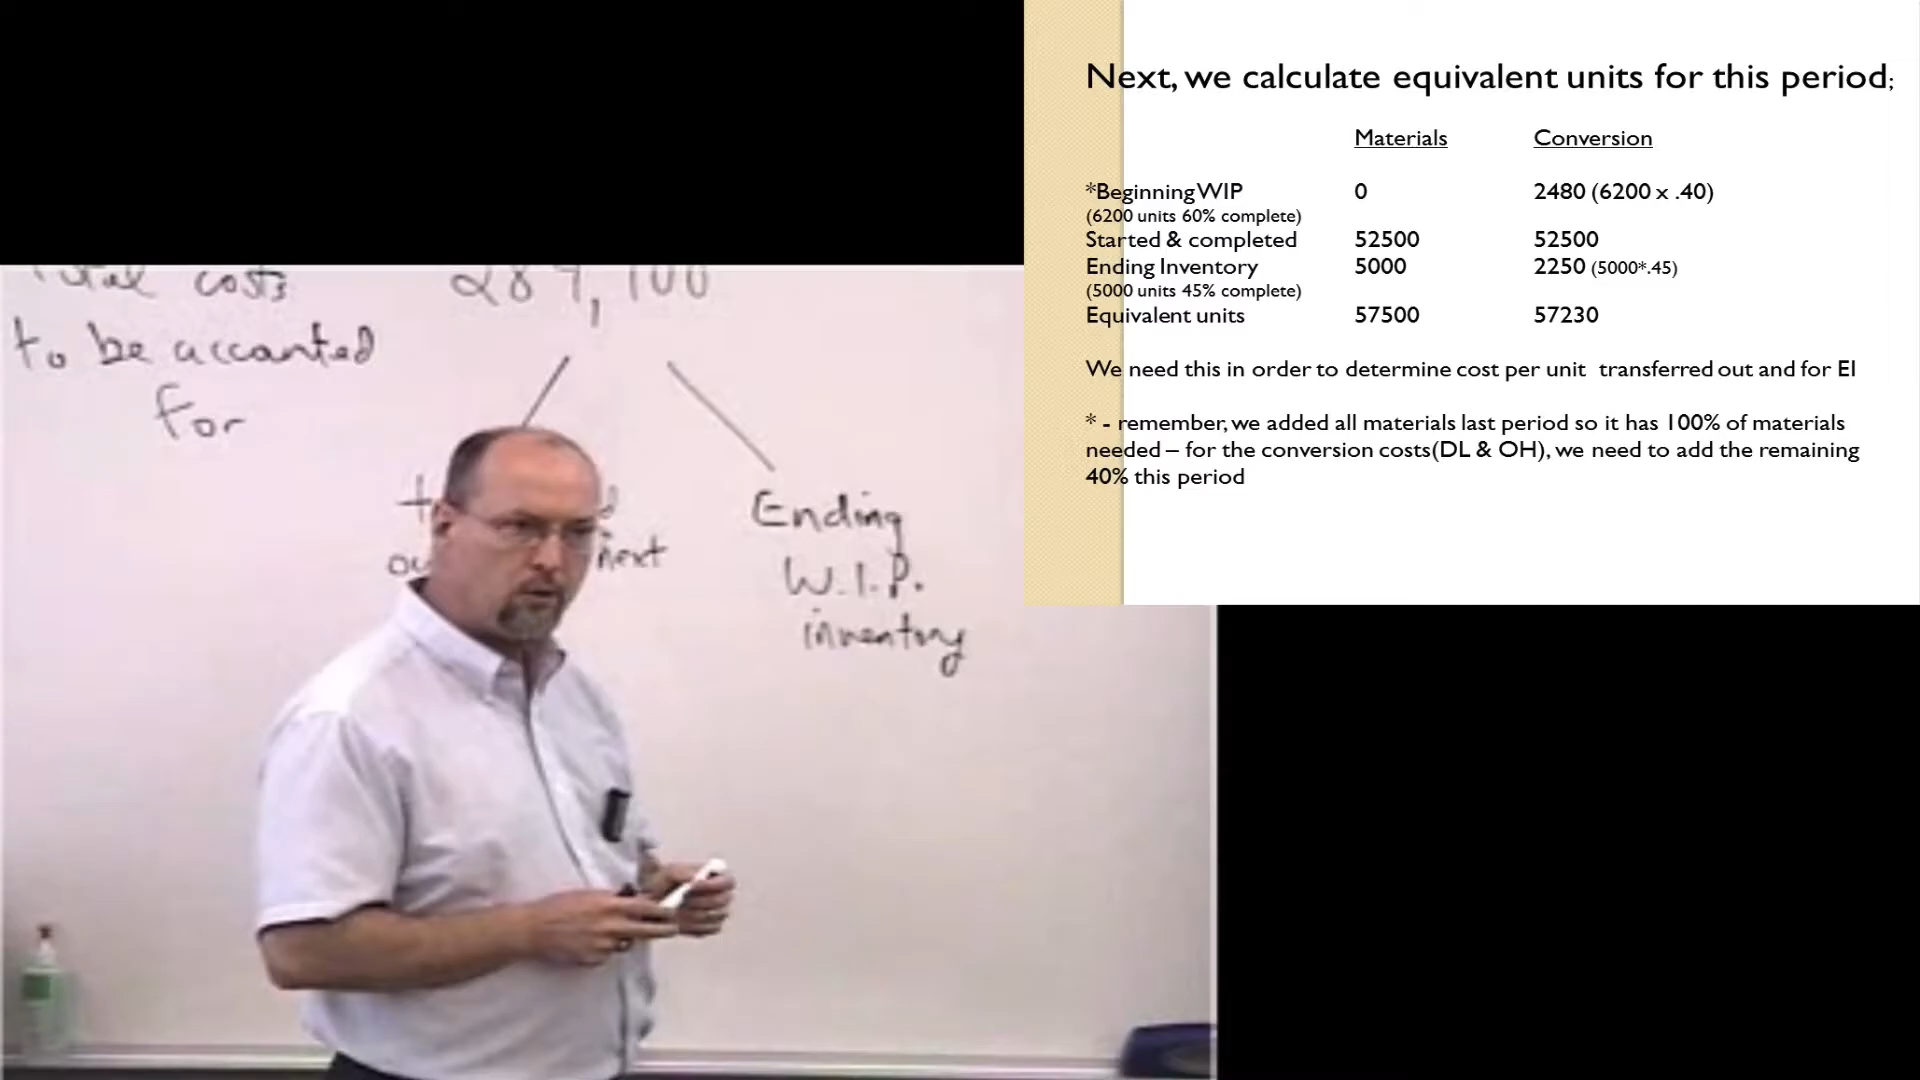 Next, we calculate equivalent units for this period;
Materials Conversion
*Beginning WIP 0 2480 (6200 x .40)
(6200 units 60% complete)
Started & completed 52500 52500
Ending Inventory 5000 2250 (5000*.45)
(5000 units 45% complete)
Equivalent units 57500 57230
We need this in order to determine cost per unit transferred out and for EI
* - remember, we added all materials last period so it has 100% of materials
needed – for the conversion costs(DL & OH), we need to add the remaining
40% this period
Total costs
to be accounted
for
next
Ending
W.I.P.
inventory